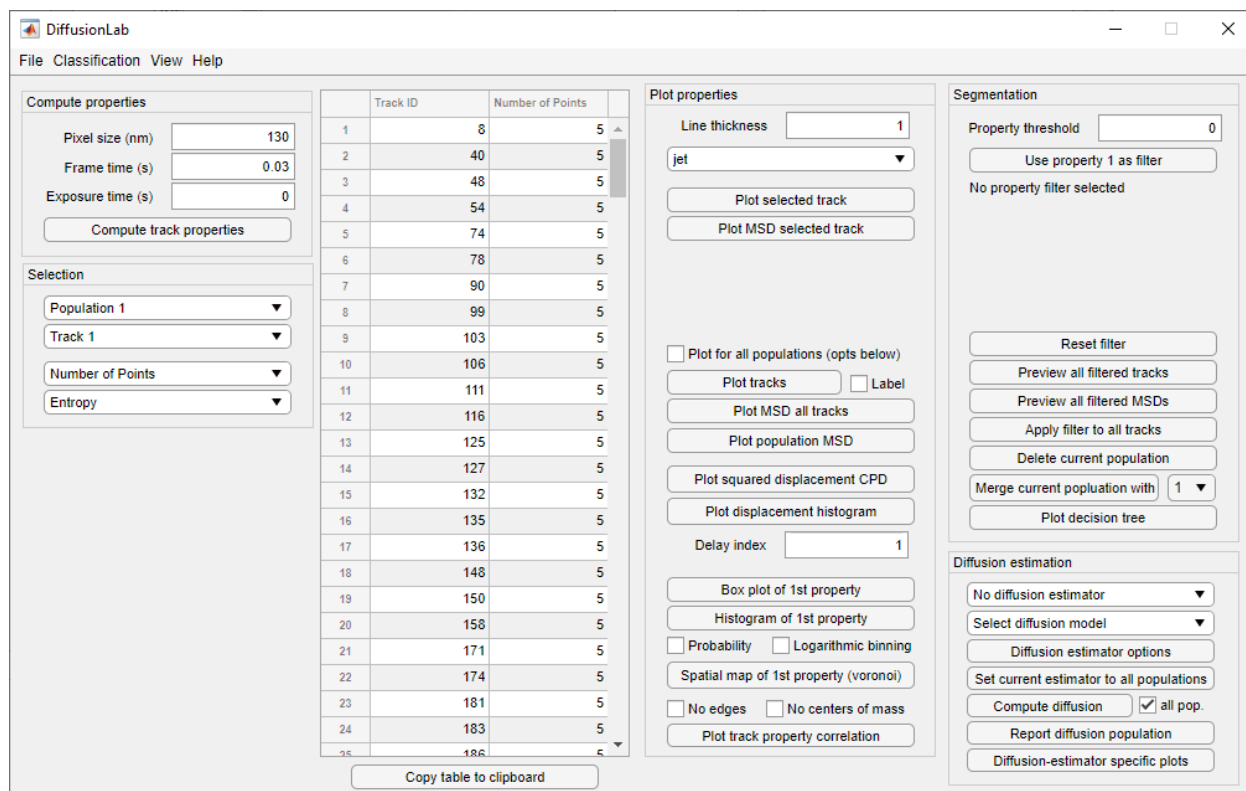 DiffusionLab
File Classification View Help
Compute properties
Pixel size (nm) 130
Frame time (s) 0.03
Exposure time (s) 0
Compute track properties
Selection
Population 1
Track 1
Number of Points
Entropy
Track ID Number of Points
1 8 5
2 40 5
3 48 5
4 54 5
5 74 5
6 78 5
7 90 5
8 99 5
9 103 5
10 106 5
11 111 5
12 116 5
13 125 5
14 127 5
15 132 5
16 135 5
17 136 5
18 148 5
19 150 5
20 158 5
21 171 5
22 174 5
23 181 5
24 183 5
25 186 5
Copy table to clipboard
Plot properties
Line thickness 1
jet
Plot selected track
Plot MSD selected track
Plot for all populations (opts below)
Plot tracks Label
Plot MSD all tracks
Plot population MSD
Plot squared displacement CPD
Plot displacement histogram
Delay index 1
Box plot of 1st property
Histogram of 1st property
Probability Logarithmic binning
Spatial map of 1st property (voronoi)
No edges No centers of mass
Plot track property correlation
Segmentation
Property threshold 0
Use property 1 as filter
No property filter selected
Reset filter
Preview all filtered tracks
Preview all filtered MSDs
Apply filter to all tracks
Delete current population
Merge current popluation with 1
Plot decision tree
Diffusion estimation
No diffusion estimator
Select diffusion model
Diffusion estimator options
Set current estimator to all populations
Compute diffusion all pop.
Report diffusion population
Diffusion-estimator specific plots